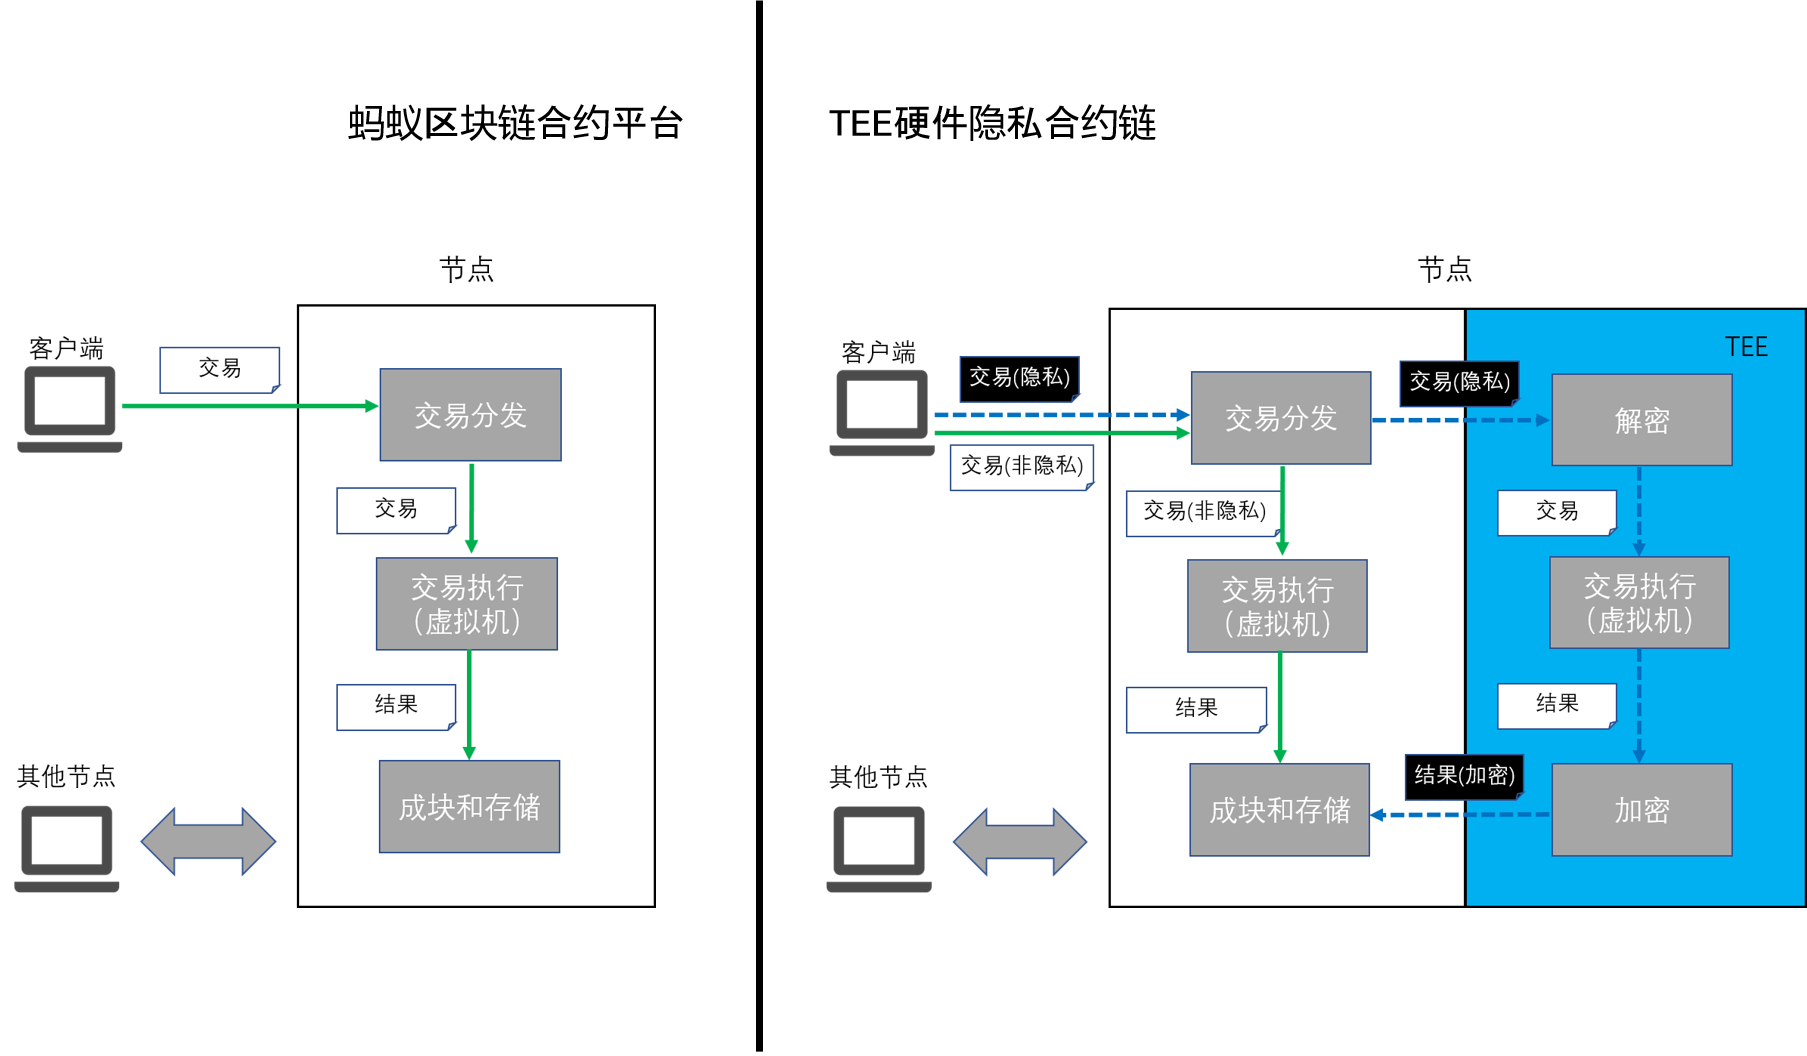 蚂蚁区块链合约平台
节点
客户端
交易
交易分发
交易
交易执行
（虚拟机）
结果
其他节点
成块和存储
TEE硬件隐私合约链
节点
客户端
交易(隐私)
交易(非隐私)
交易分发
交易(隐私)
TEE
解密
交易(非隐私)
交易
交易执行
（虚拟机）
交易执行
（虚拟机）
结果
结果
其他节点
成块和存储
结果(加密)
加密